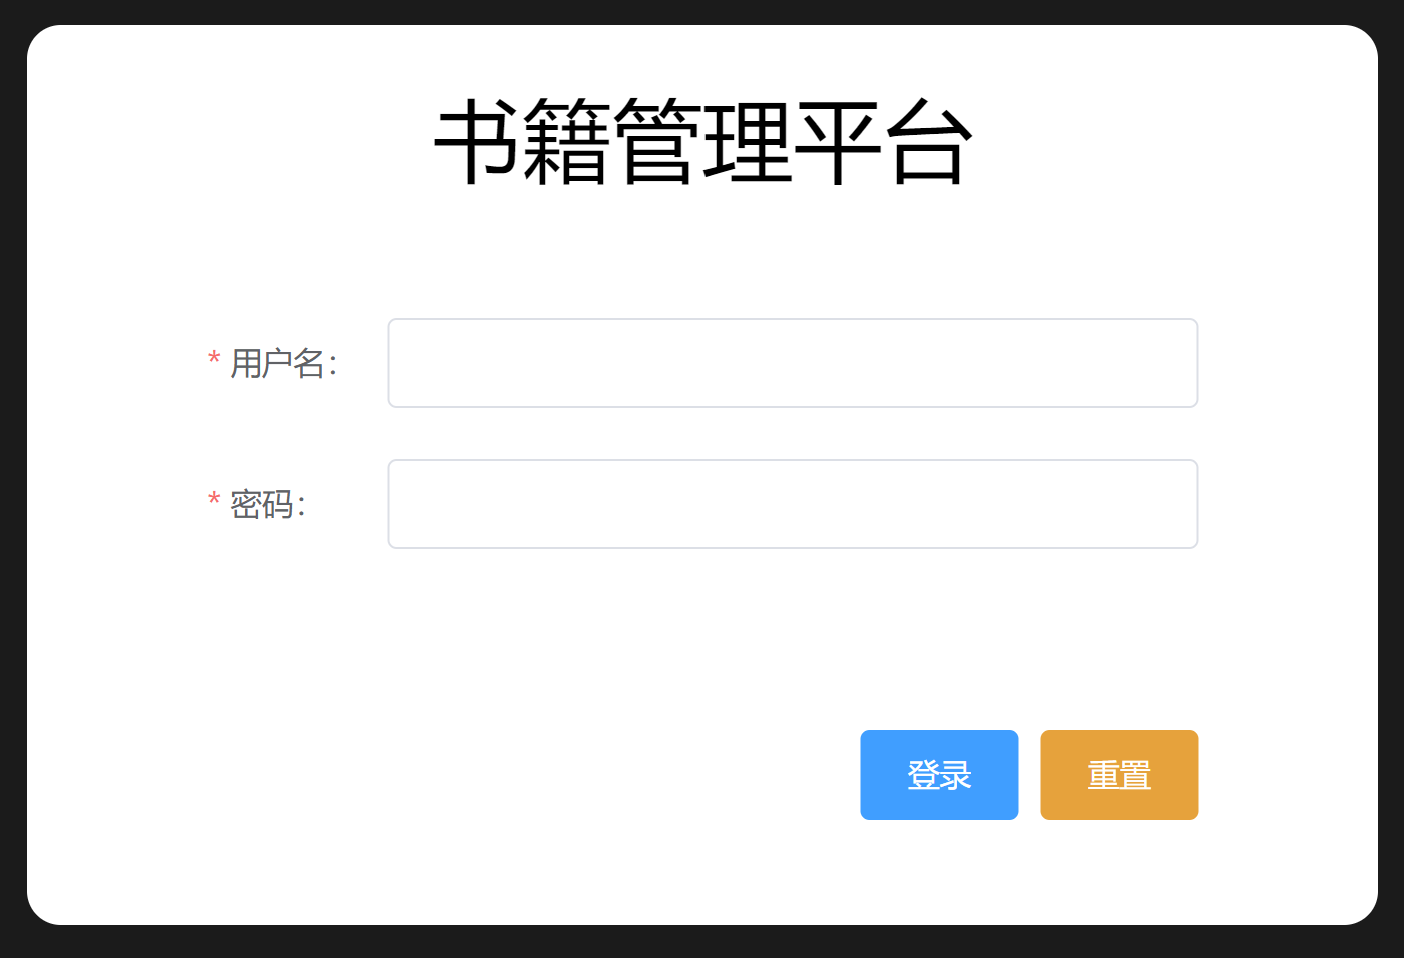 书籍管理平台
* 用户名：
* 密码：
登录 重置